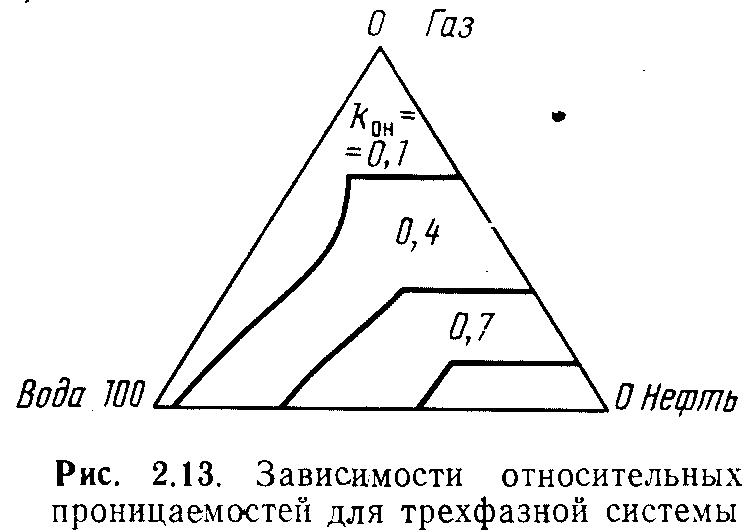 0 Газ
kон =
= 0,1
0,4
0,7
Вода 100
0 Нефть
Рис. 2.13. Зависимости относительных
проницаемостей для трехфазной системы